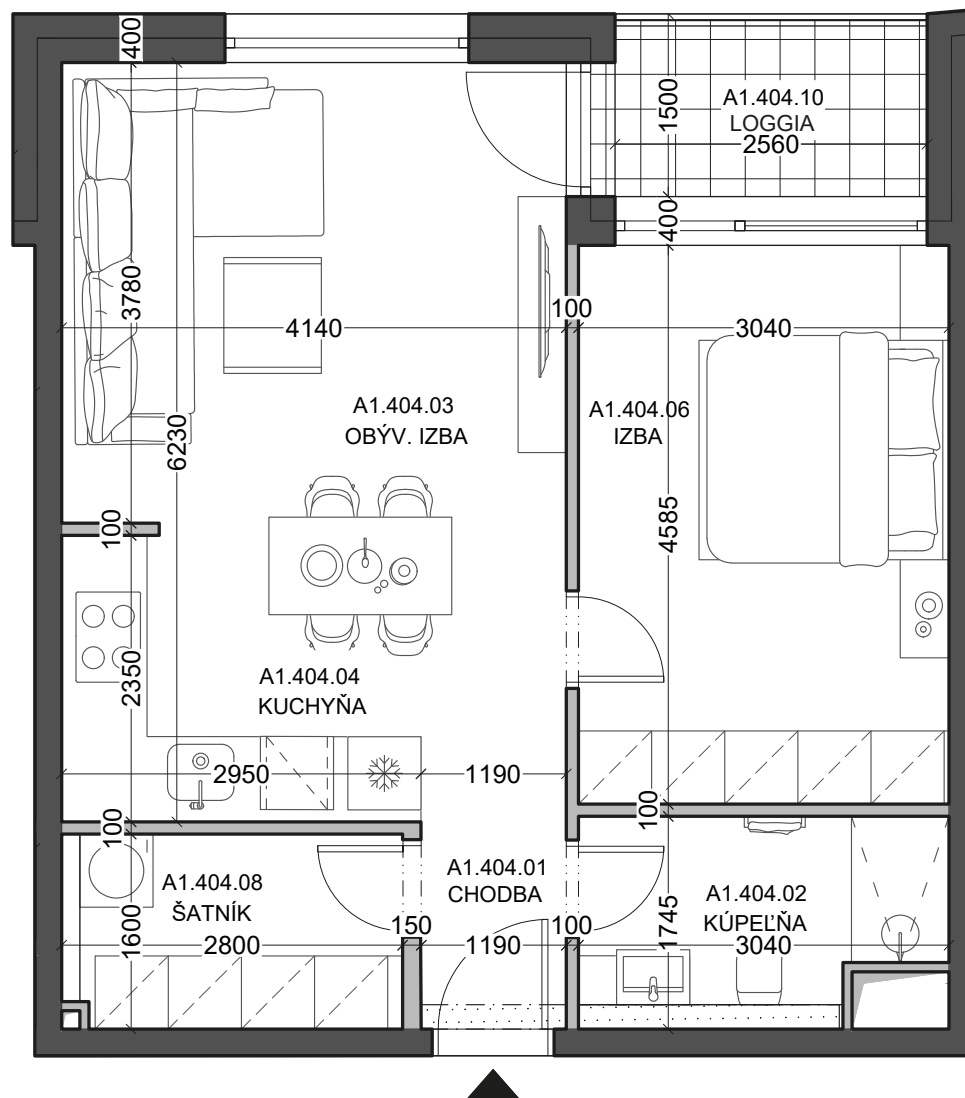 400
1500
A1.404.10
LOGGIA
2560
400
3780
6230
4140
100
3040
A1.404.03
OBÝV. IZBA
A1.404.06
IZBA
4585
100
2350
A1.404.04
KUCHYŇA
2950
1190
100
100
A1.404.01
CHODBA
A1.404.08
ŠATNÍK
A1.404.02
KÚPEĽŇA
1600
2800
150
1190
100
1745
3040